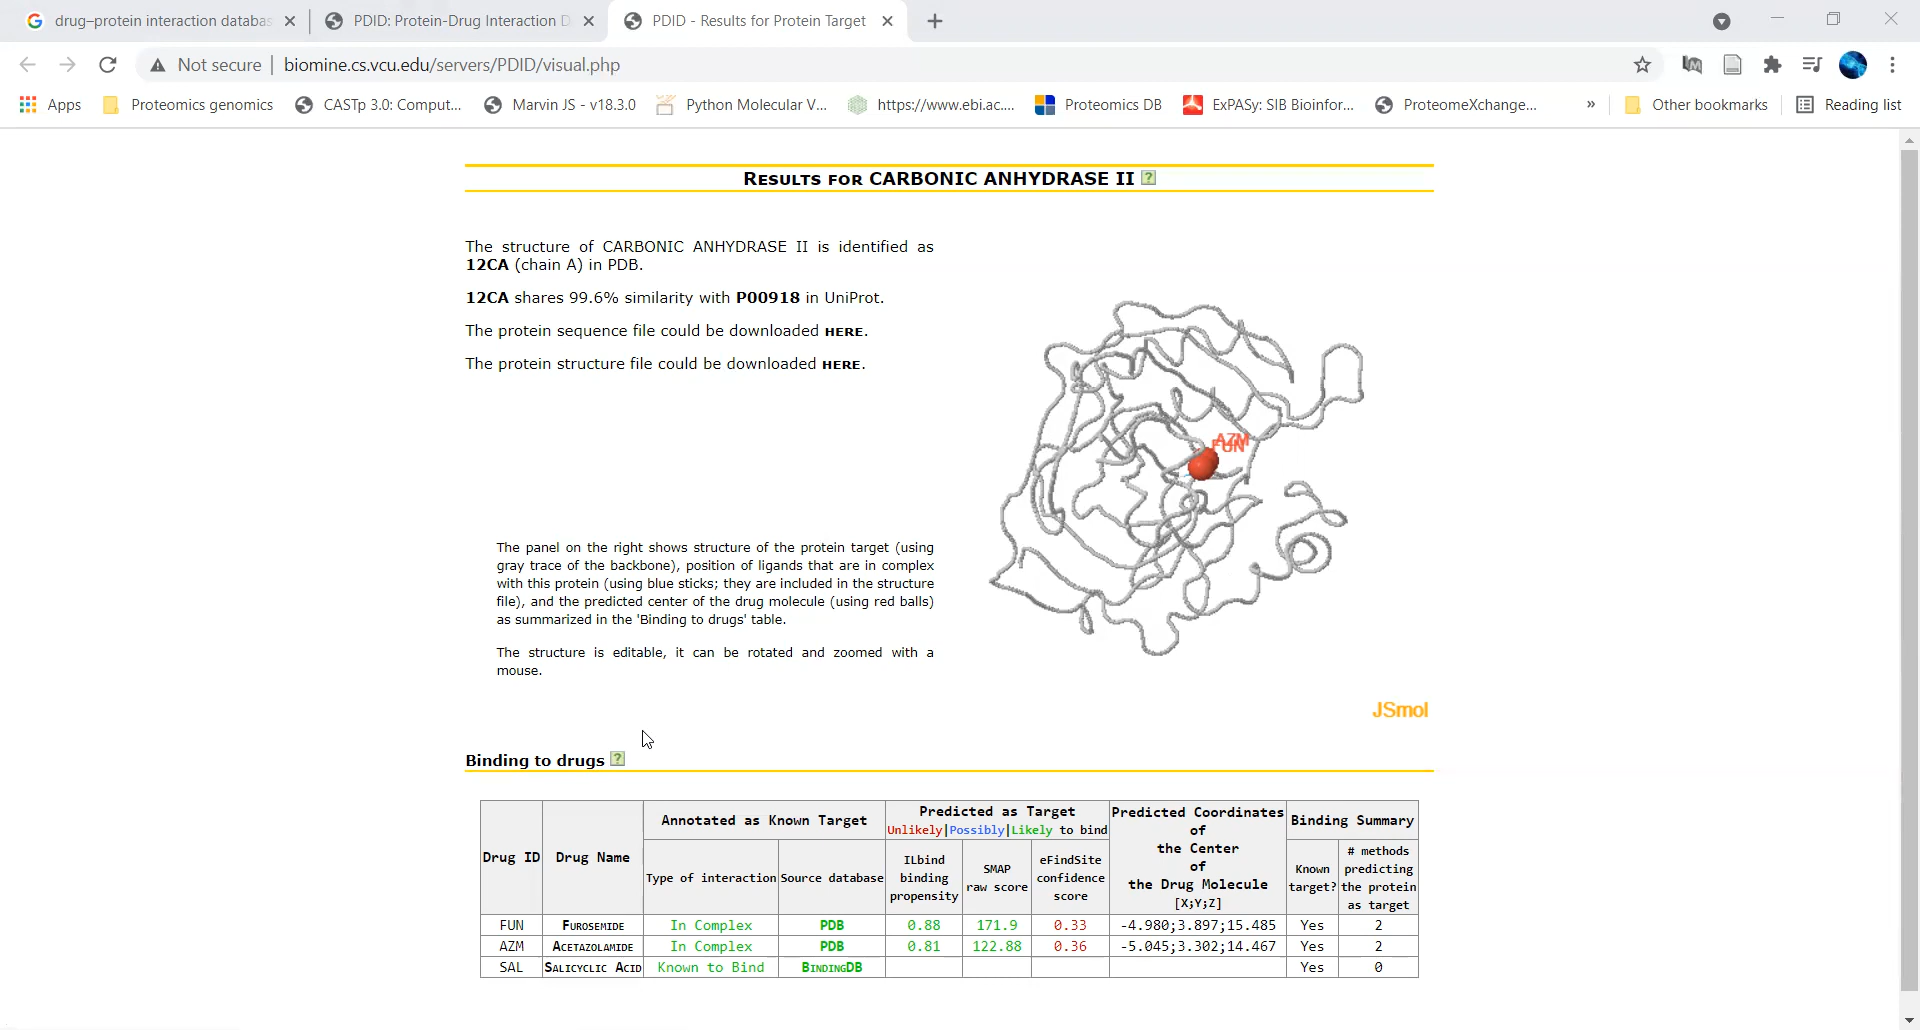 drug–protein interaction databas
PDID: Protein-Drug Interaction D
PDID - Results for Protein Target
Not secure
biomine.cs.vcu.edu/servers/PDID/visual.php
Apps
Proteomics genomics
CASTp 3.0: Comput...
Marvin JS - v18.3.0
Python Molecular V...
https://www.ebi.ac....
Proteomics DB
ExPASy: SIB Bioinfor...
ProteomeXchange...
»
Other bookmarks
Reading list
RESULTS FOR CARBONIC ANHYDRASE II ?
The structure of CARBONIC ANHYDRASE II is identified as
12CA (chain A) in PDB.
12CA shares 99.6% similarity with P00918 in UniProt.
The protein sequence file could be downloaded HERE.
The protein structure file could be downloaded HERE.
AZM
FUN
The panel on the right shows structure of the protein target (using
gray trace of the backbone), position of ligands that are in complex
with this protein (using blue sticks; they are included in the structure
file), and the predicted center of the drug molecule (using red balls)
as summarized in the 'Binding to drugs' table.
The structure is editable, it can be rotated and zoomed with a
mouse.
JSmol
Binding to drugs ?
Drug ID
Drug Name
Annotated as Known Target
Type of interaction
Source database
Predicted as Target
Unlikely|Possibly|Likely to bind
ILbind
binding
propensity
SMAP
raw score
eFindSite
confidence
score
Predicted Coordinates
of
the Center
of
the Drug Molecule
[X;Y;Z]
Binding Summary
Known
target?
# methods
predicting
the protein
as target
FUN FUROSEMIDE In Complex PDB 0.88 171.9 0.33 -4.980;3.897;15.485 Yes 2
AZM ACETAZOLAMIDE In Complex PDB 0.81 122.88 0.36 -5.045;3.302;14.467 Yes 2
SAL SALICYCLIC ACID Known to Bind BINDINGDB Yes 0